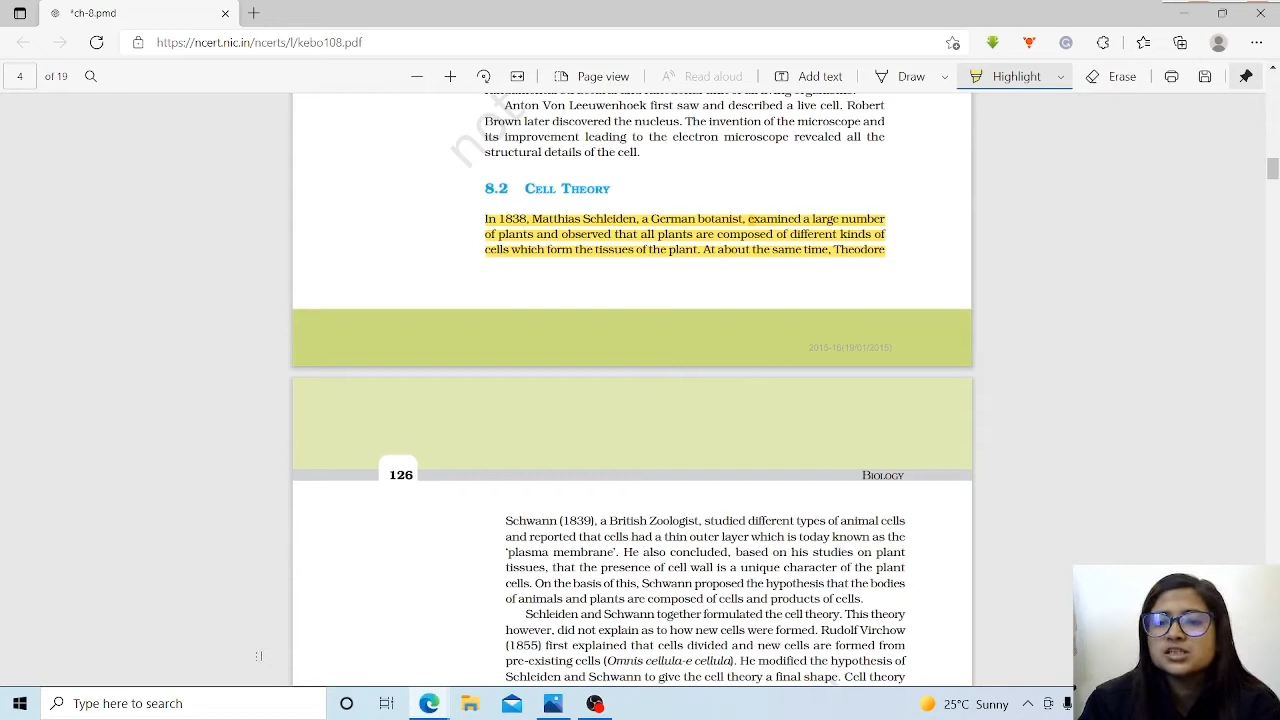 *ch-8.pmd
https://ncert.nic.in/ncerts/l/kebo108.pdf
4 of 19 Page view Read aloud Add text Draw Highlight Erase
Anton Von Leeuwenhoek first saw and described a live cell. Robert
Brown later discovered the nucleus. The invention of the microscope and
its improvement leading to the electron microscope revealed all the
structural details of the cell.
not
8.2 CELL THEORY
In 1838, Matthias Schleiden, a German botanist, examined a large number
of plants and observed that all plants are composed of different kinds of
cells which form the tissues of the plant. At about the same time, Theodore
2015-16(19/01/2015)
126 BIOLOGY
Schwann (1839), a British Zoologist, studied different types of animal cells
and reported that cells had a thin outer layer which is today known as the
‘plasma membrane’. He also concluded, based on his studies on plant
tissues, that the presence of cell wall is a unique character of the plant
cells. On the basis of this, Schwann proposed the hypothesis that the bodies
of animals and plants are composed of cells and products of cells.
Schleiden and Schwann together formulated the cell theory. This theory
however, did not explain as to how new cells were formed. Rudolf Virchow
(1855) first explained that cells divided and new cells are formed from
pre-existing cells (Omnis cellula-e cellula). He modified the hypothesis of
Schleiden and Schwann to give the cell theory a final shape. Cell theory
Type here to search 25°C Sunny